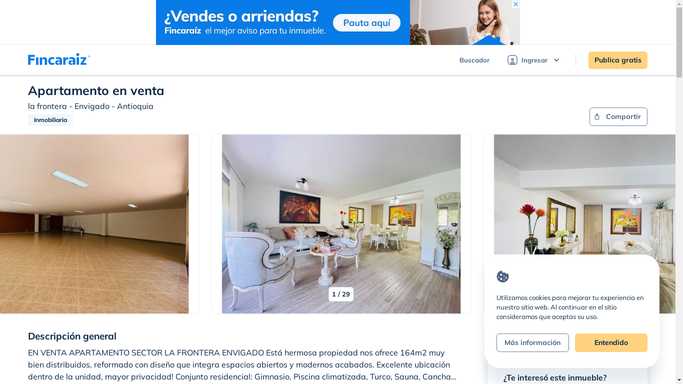 ¿Vendes o arriendas?
Fincaraíz el mejor aviso para tu inmueble.
Pauta aquí
Fincaraíz
Buscador
Ingresar
Publica gratis
Apartamento en venta
la frontera - Envigado - Antioquia
Inmobiliaria
Compartir
1 / 29
Utilizamos cookies para mejorar tu experiencia en
nuestro sitio web. Al continuar en el sitio
consideramos que aceptas su uso.
Más información
Entendido
Descripción general
EN VENTA APARTAMENTO SECTOR LA FRONTERA ENVIGADO Está hermosa propiedad nos ofrece 164m2 muy
bien distribuidos, reformado con diseño que integra espacios abiertos y modernos acabados. Excelente ubicación
dentro de la unidad, mayor privacidad! Conjunto residencial: Gimnasio, Piscina climatizada, Turco, Sauna, Cancha...
¿Te interesó este inmueble?